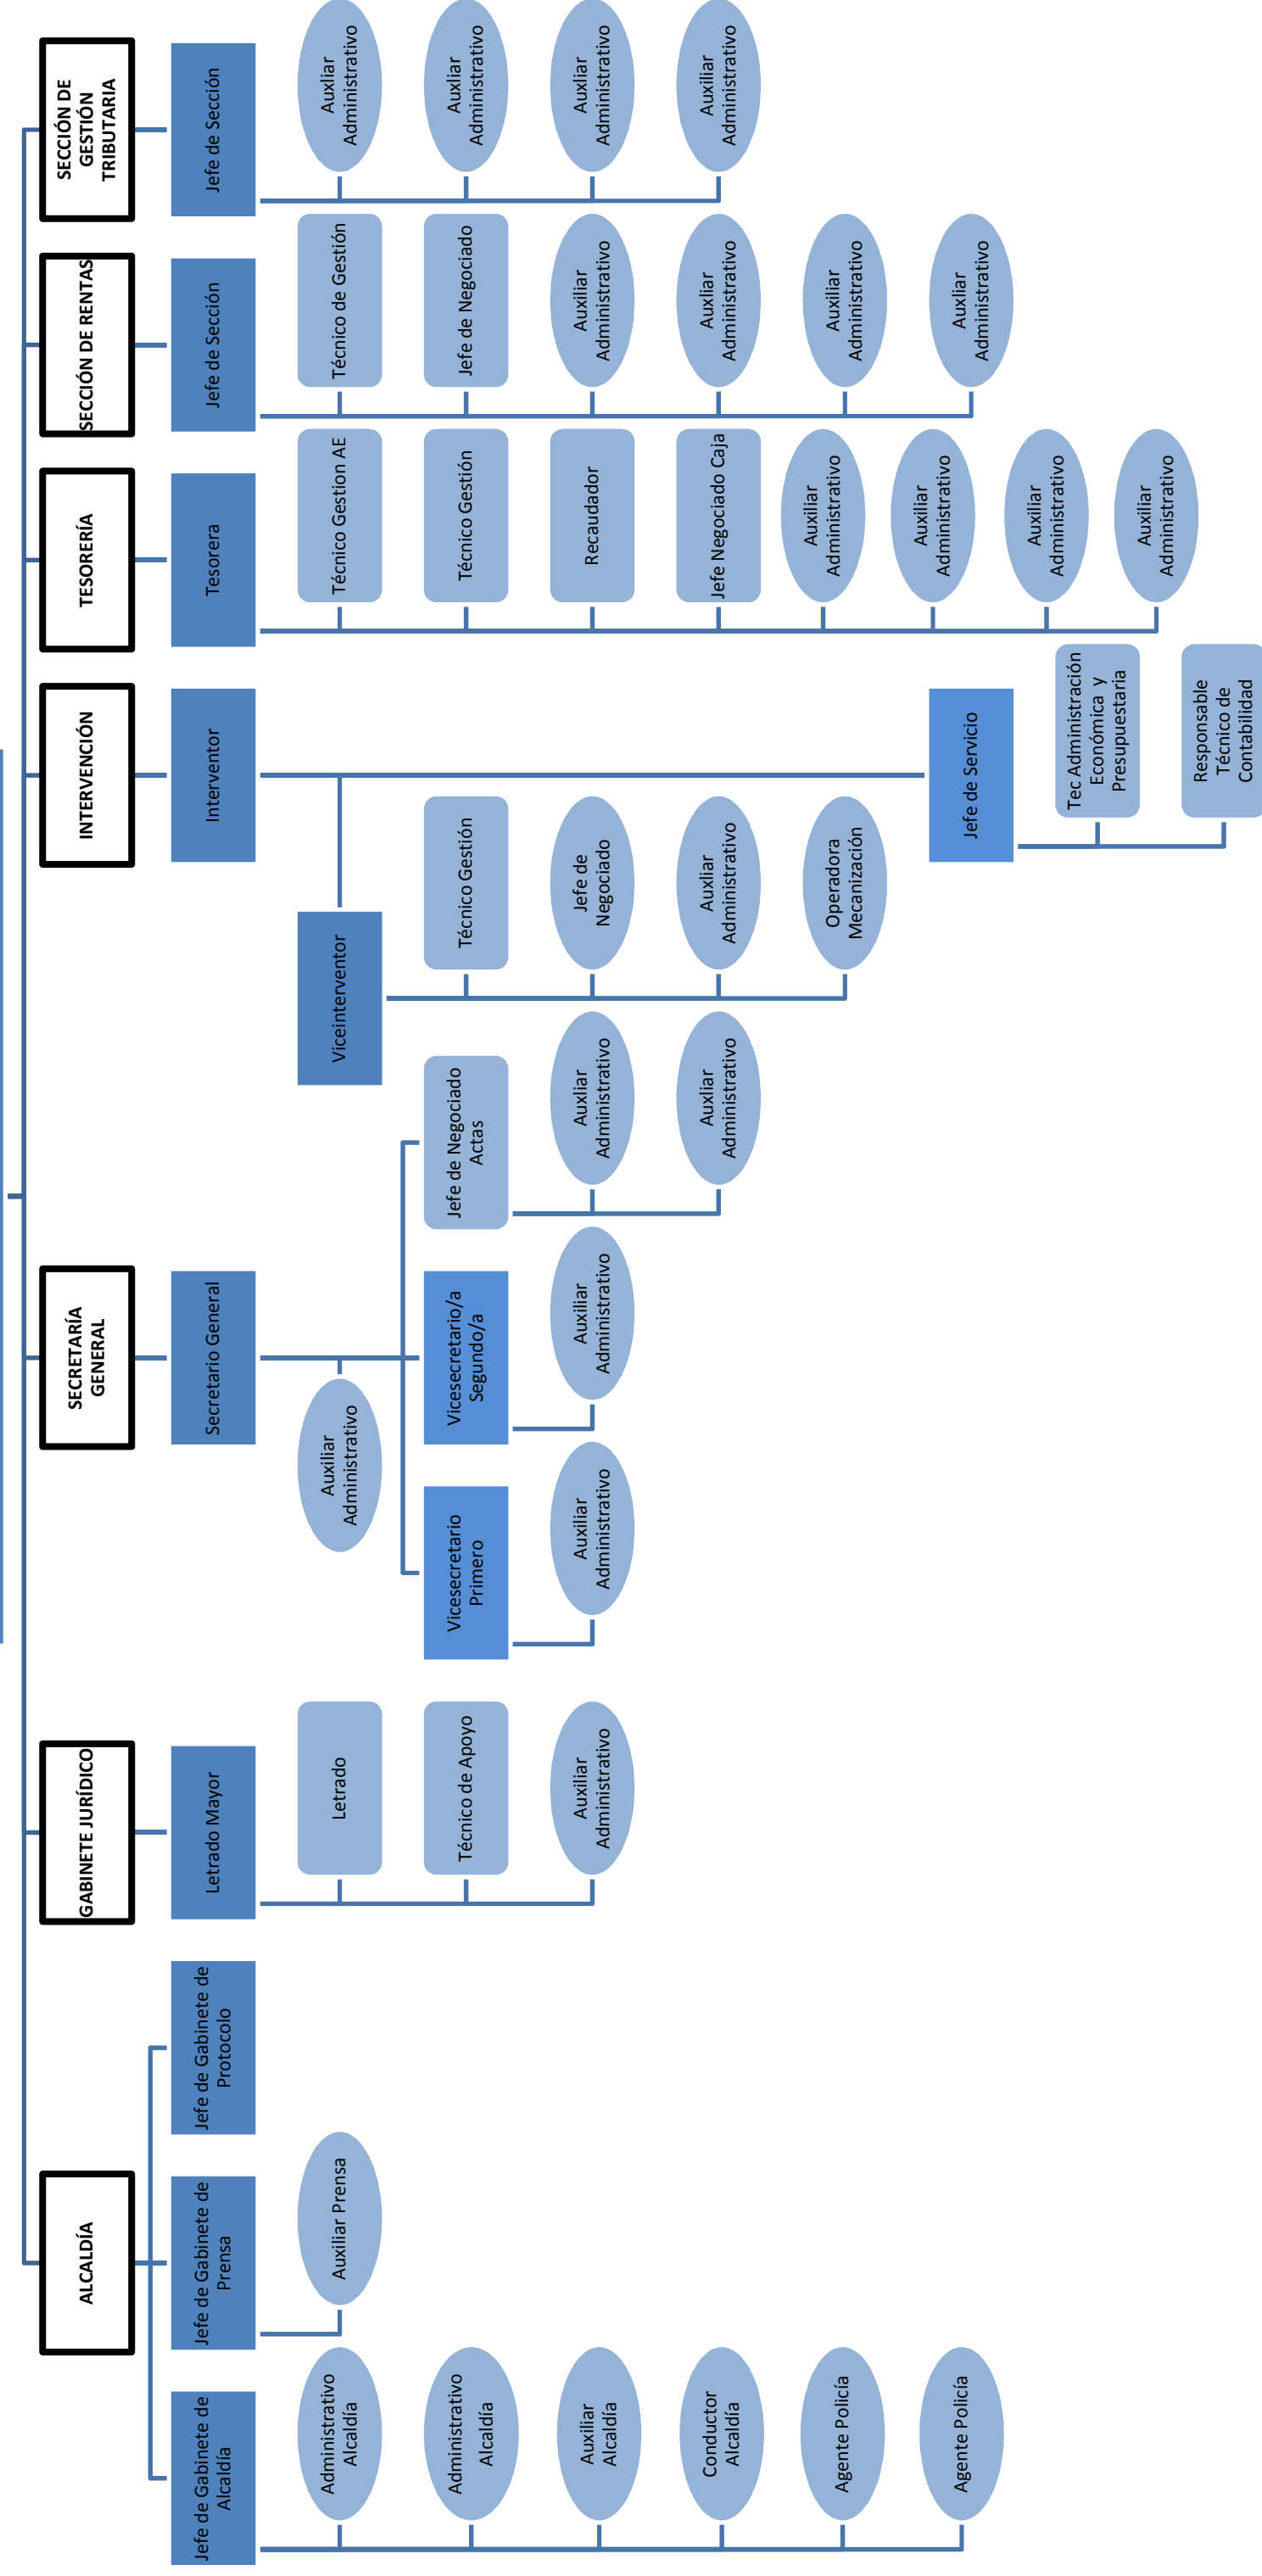 ALCALDÍA
Jefe de Gabinete de
Alcaldía
Administrativo
Alcaldía
Administrativo
Alcaldía
Auxiliar
Alcaldía
Conductor
Alcaldía
Agente Policía
Agente Policía
Jefe de Gabinete de
Prensa
Auxiliar Prensa
Jefe de Gabinete de
Protocolo
GABINETE JURÍDICO
Letrado Mayor
Letrado
Técnico de Apoyo
Auxiliar
Administrativo
SECRETARÍA
GENERAL
Secretario General
Auxiliar
Administrativo
Vicesecretario
Primero
Auxiliar
Administrativo
Vicesecretario/a
Segundo/a
Auxiliar
Administrativo
Jefe de Negociado
Actas
Auxliar
Administrativo
Auxliar
Administrativo
INTERVENCIÓN
Interventor
Viceinterventor
Técnico Gestión
Jefe de
Negociado
Auxliar
Administrativo
Operadora
Mecanización
Jefe de Servicio
Tec Administración
Económica y
Presupuestaria
Responsable
Técnico de
Contabilidad
TESORERÍA
Tesorera
Técnico Gestion AE
Técnico Gestión
Recaudador
Jefe Negociado Caja
Auxiliar
Administrativo
Auxiliar
Administrativo
Auxiliar
Administrativo
Auxiliar
Administrativo
SECCIÓN DE RENTAS
Jefe de Sección
Técnico de Gestión
Jefe de Negociado
Auxiliar
Administrativo
Auxliar
Administrativo
Auxiliar
Administrativo
Auxliar
Administrativo
SECCIÓN DE
GESTIÓN
TRIBUTARIA
Jefe de Sección
Auxliar
Administrativo
Auxliar
Administrativo
Auxliar
Administrativo
Auxiliar
Administrativo